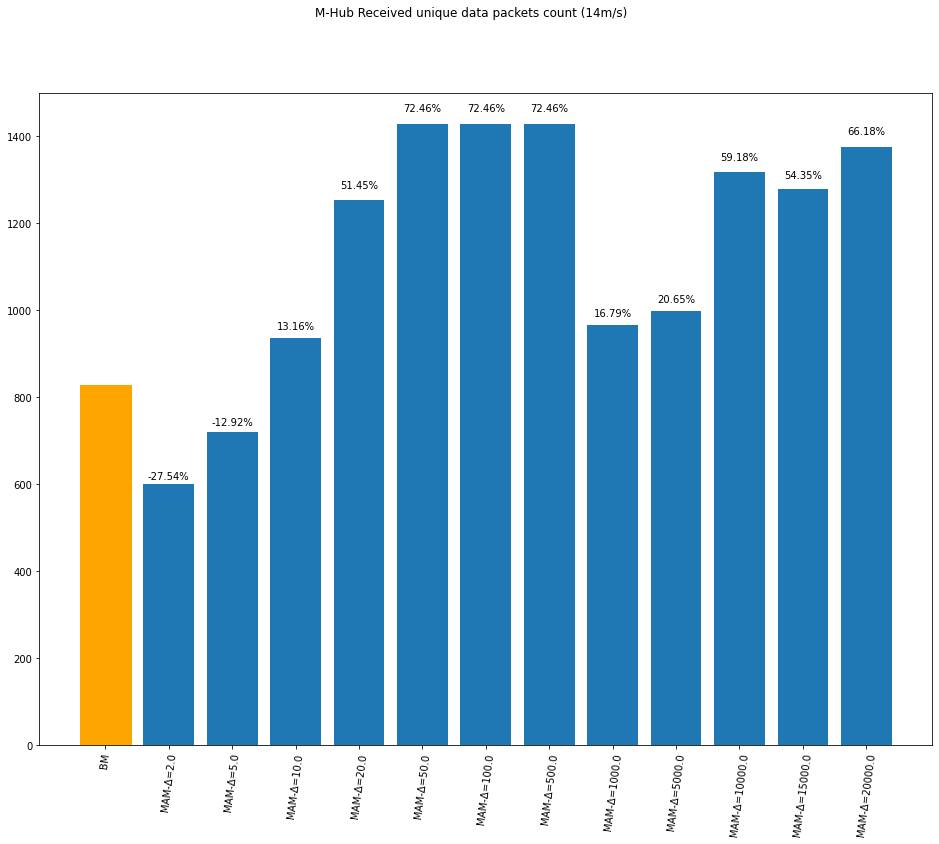 M-Hub Received unique data packets count (14m/s)
1400
1200
1000
800
600
400
200
0
-27.54%
-12.92%
13.16%
51.45%
72.46%
72.46%
72.46%
16.79%
20.65%
59.18%
54.35%
66.18%
BM
MAM-Δ=2.0
MAM-Δ=5.0
MAM-Δ=10.0
MAM-Δ=20.0
MAM-Δ=50.0
MAM-Δ=100.0
MAM-Δ=500.0
MAM-Δ=1000.0
MAM-Δ=5000.0
MAM-Δ=10000.0
MAM-Δ=15000.0
MAM-Δ=20000.0